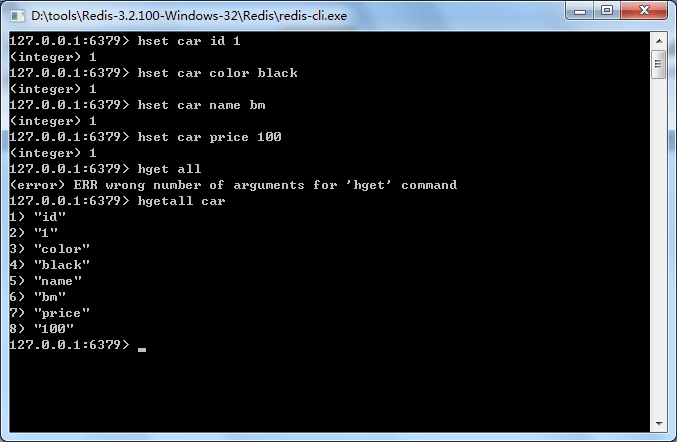 D:\tools\Redis-3.2.100-Windows-32\Redis\redis-cli.exe
127.0.0.1:6379> hset car id 1
(integer) 1
127.0.0.1:6379> hset car color black
(integer) 1
127.0.0.1:6379> hset car name bm
(integer) 1
127.0.0.1:6379> hset car price 100
(integer) 1
127.0.0.1:6379> hget all
(error) ERR wrong number of arguments for 'hget' command
127.0.0.1:6379> hgetall car
1) "id"
2) "1"
3) "color"
4) "black"
5) "name"
6) "bm"
7) "price"
8) "100"
127.0.0.1:6379>